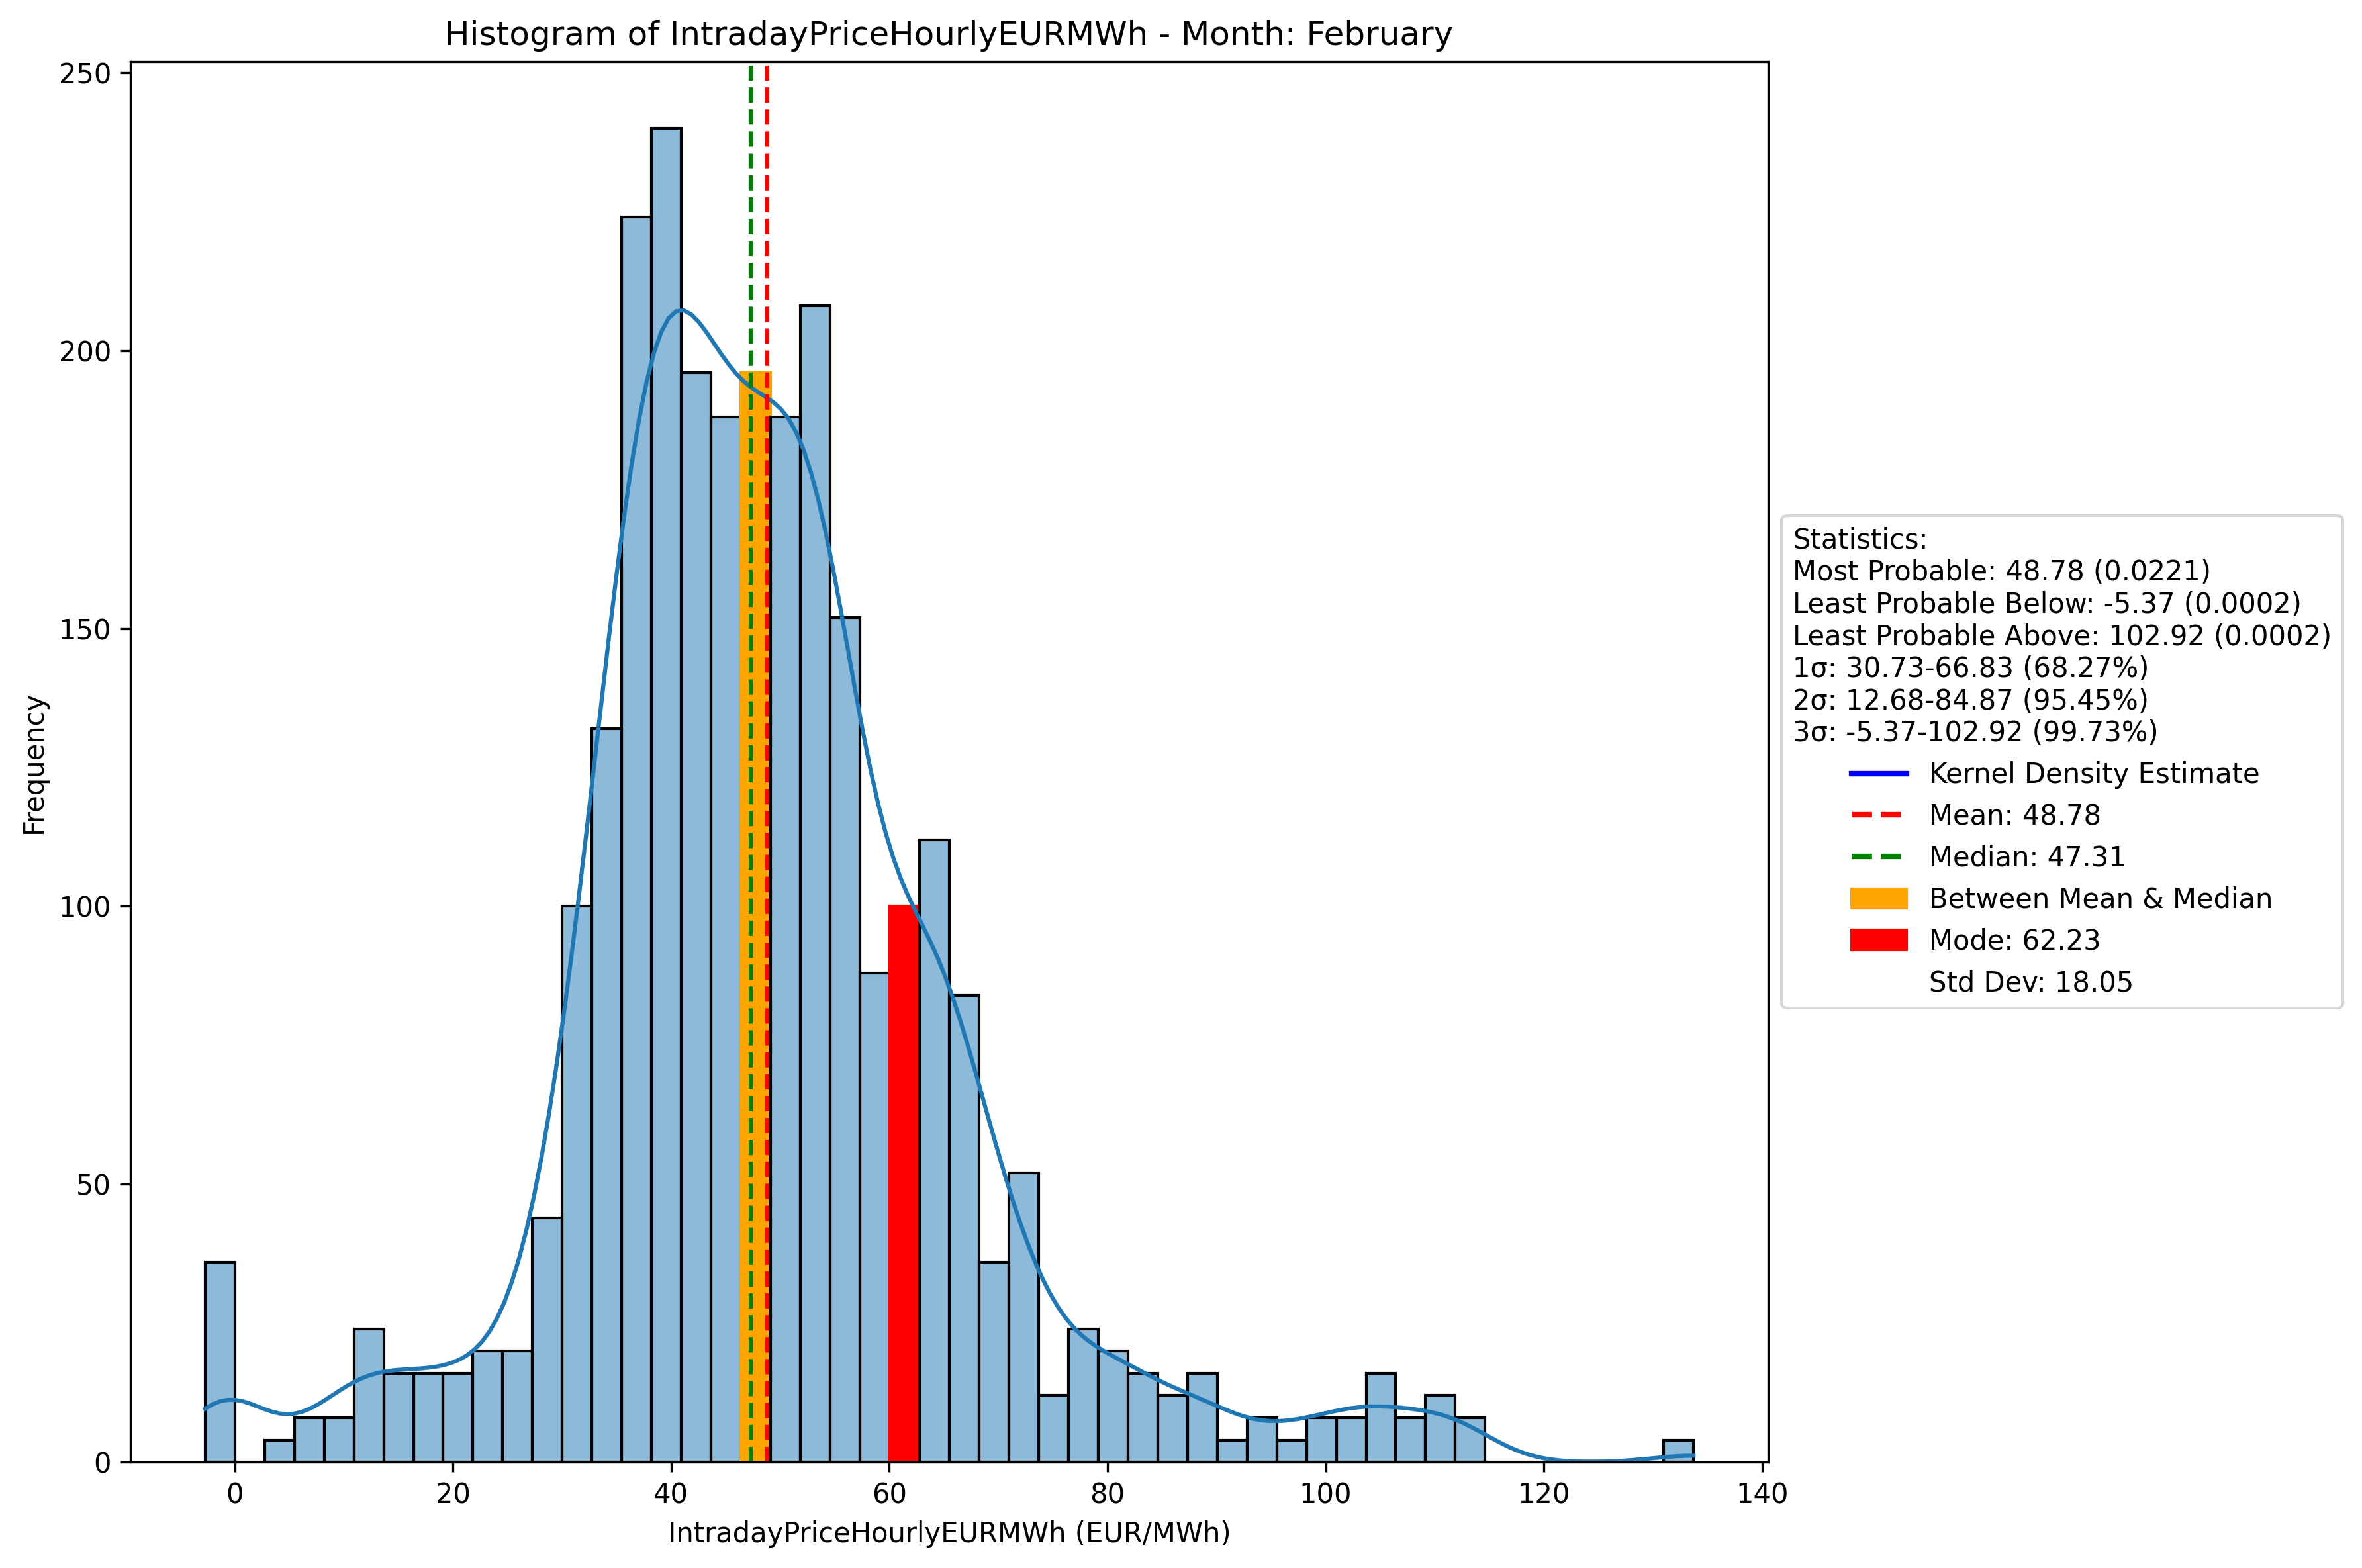 Histogram of IntradayPriceHourlyEURMWh - Month: February
250
200
150
100
50
0
Frequency
0 20 40 60 80 100 120 140
IntradayPriceHourlyEURMWh (EUR/MWh)
Statistics:
Most Probable: 48.78 (0.0221)
Least Probable Below: -5.37 (0.0002)
Least Probable Above: 102.92 (0.0002)
1σ: 30.73-66.83 (68.27%)
2σ: 12.68-84.87 (95.45%)
3σ: -5.37-102.92 (99.73%)
Kernel Density Estimate
Mean: 48.78
Median: 47.31
Between Mean & Median
Mode: 62.23
Std Dev: 18.05